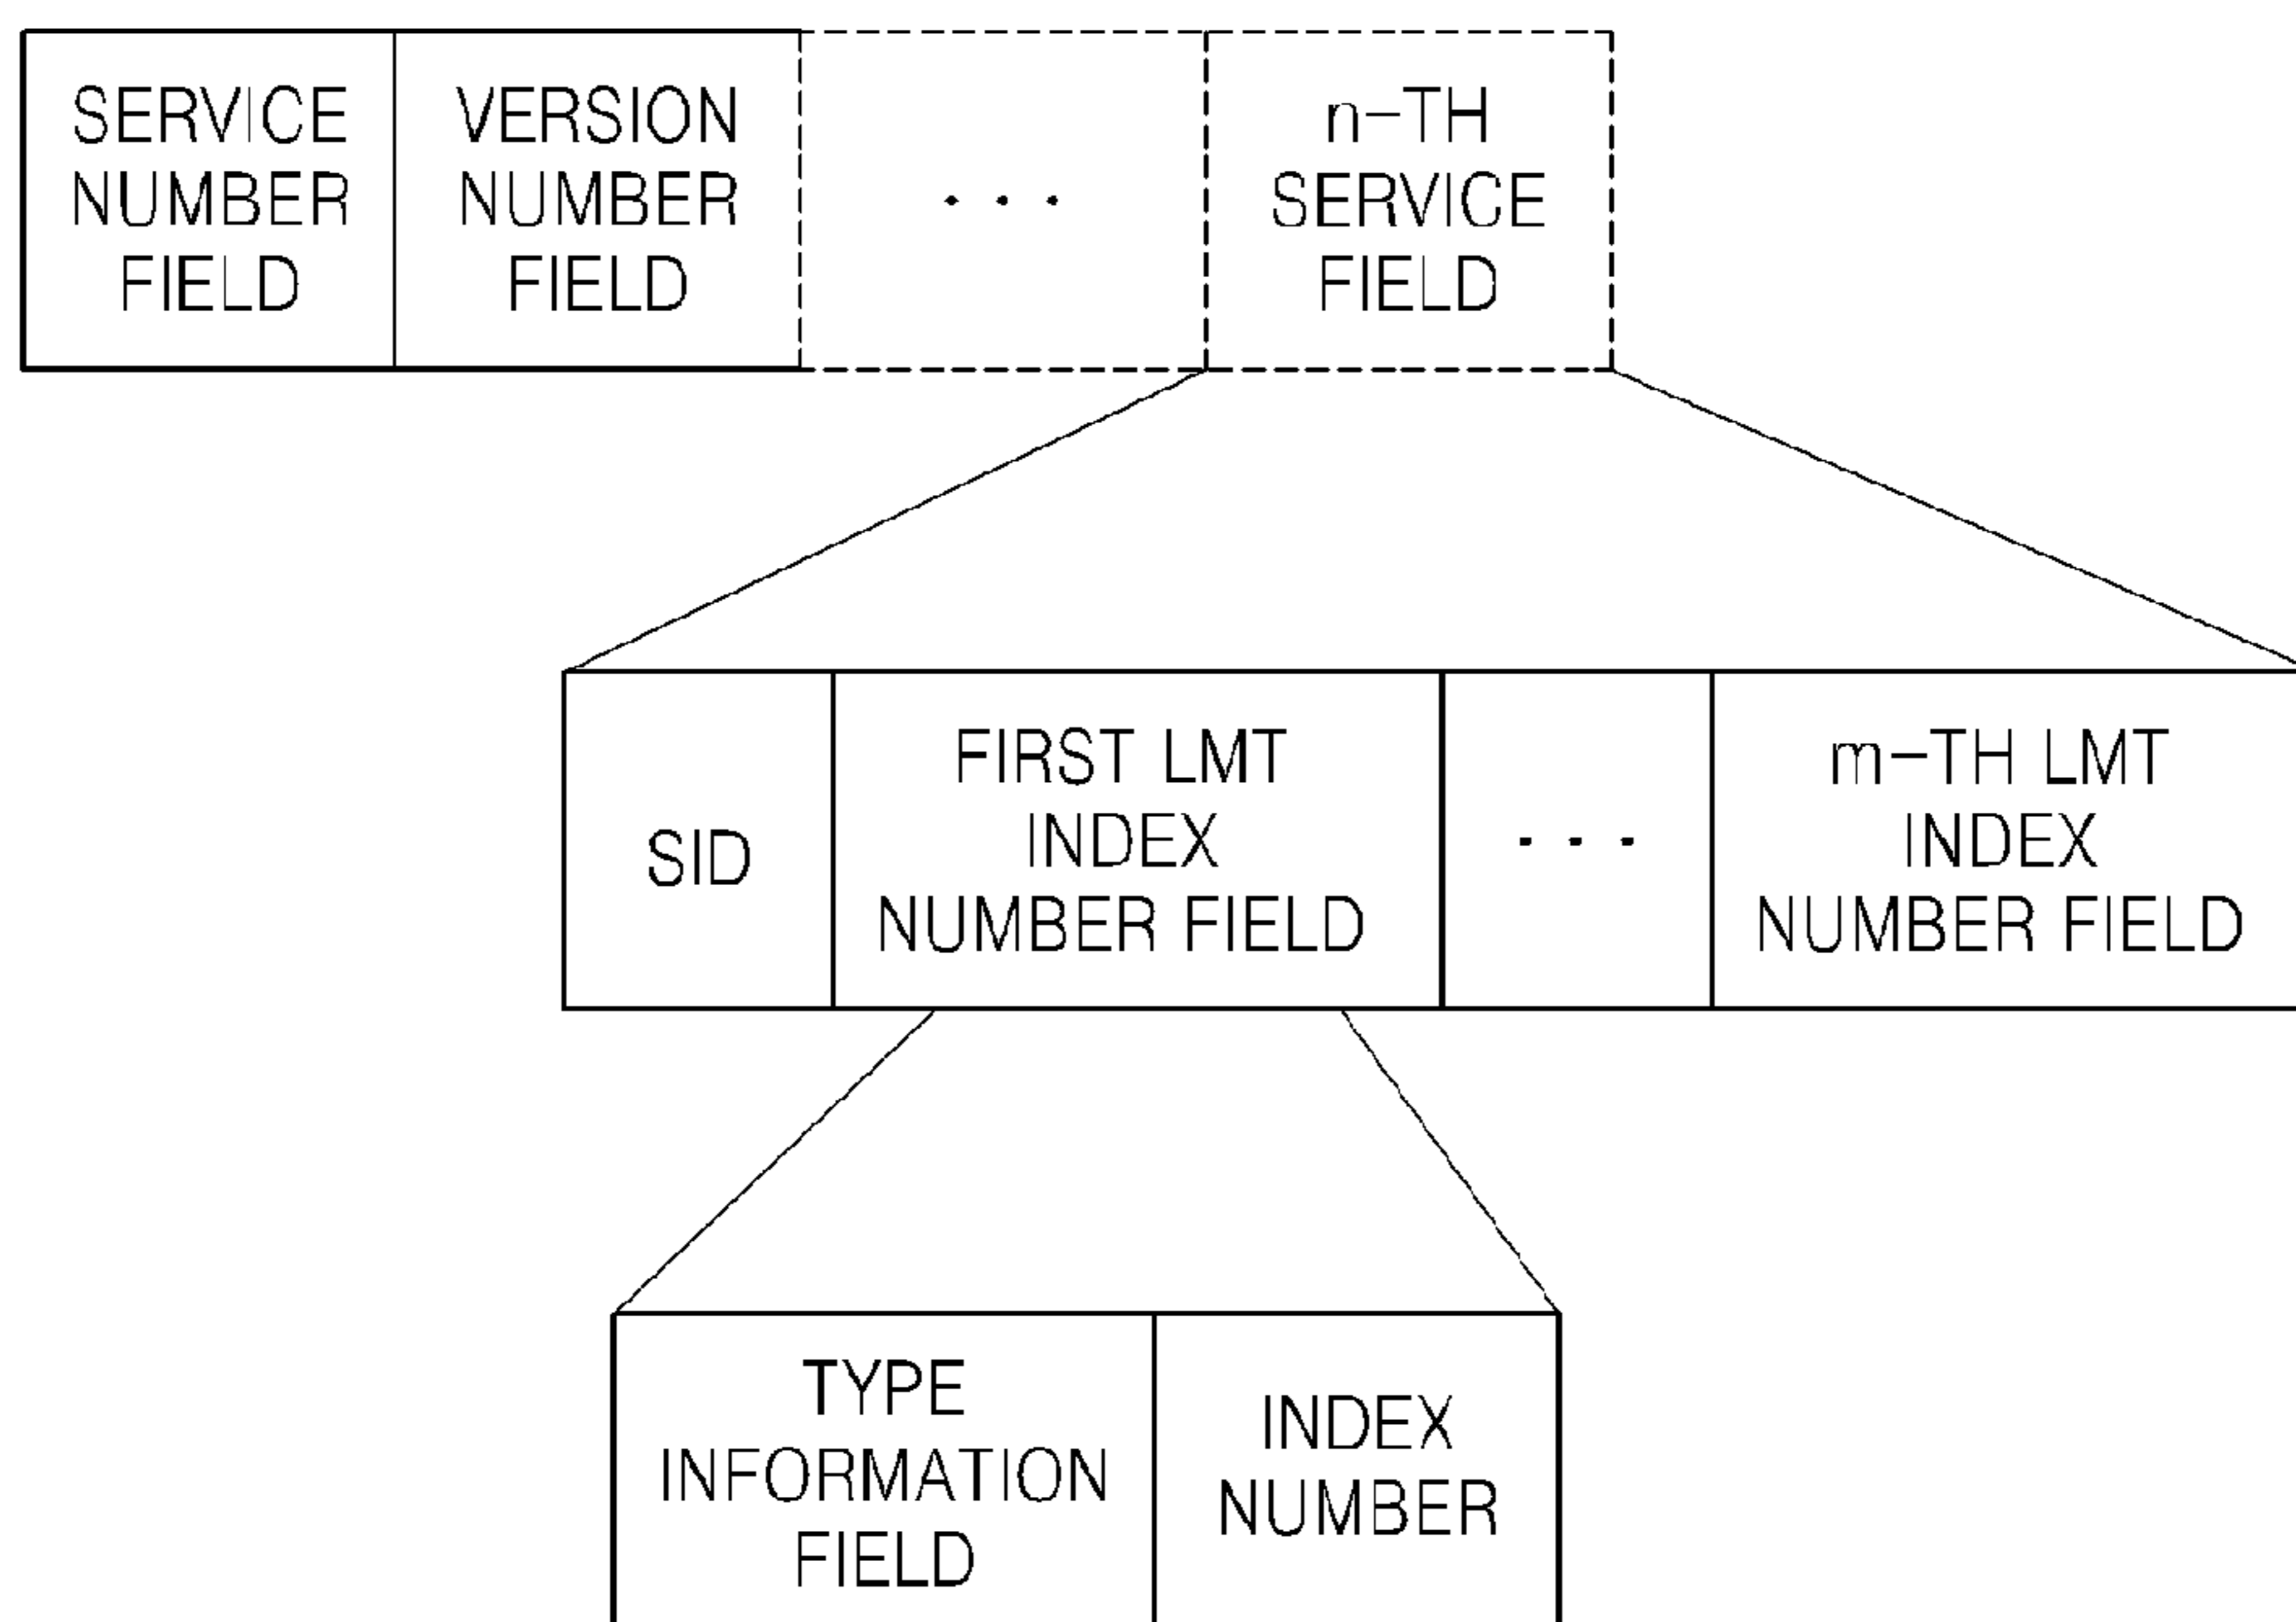 SERVICE
NUMBER
FIELD
VERSION
NUMBER
FIELD
. . .
n-TH
SERVICE
FIELD
SID
FIRST LMT
INDEX
NUMBER FIELD
. . .
m-TH LMT
INDEX
NUMBER FIELD
TYPE
INFORMATION
FIELD
INDEX
NUMBER